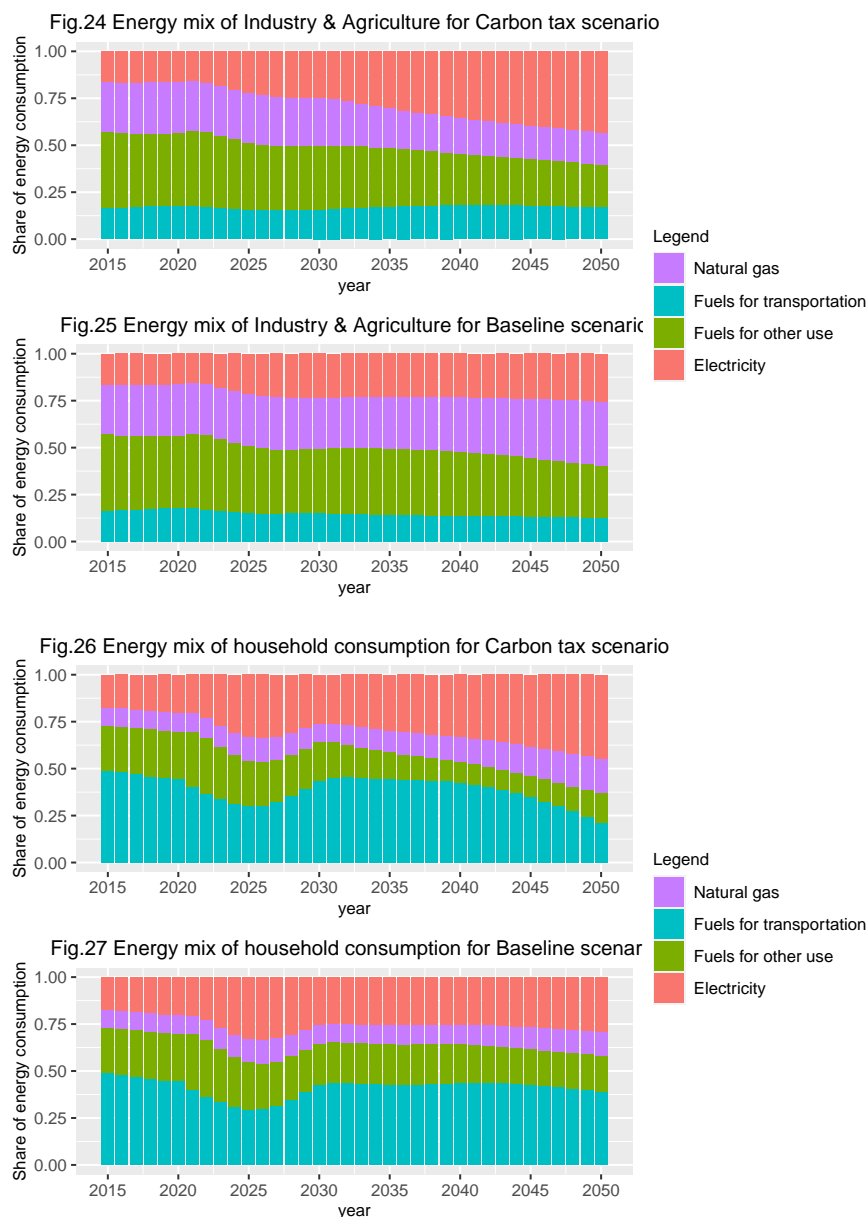 Fig.24 Energy mix of Industry & Agriculture for Carbon tax scenario
Share of energy consumption
1.00
0.75
0.50
0.25
0.00
2015 2020 2025 2030 2035 2040 2045 2050
year
Fig.25 Energy mix of Industry & Agriculture for Baseline scenario
Share of energy consumption
1.00
0.75
0.50
0.25
0.00
2015 2020 2025 2030 2035 2040 2045 2050
year
Legend
Natural gas
Fuels for transportation
Fuels for other use
Electricity
Fig.26 Energy mix of household consumption for Carbon tax scenario
Share of energy consumption
1.00
0.75
0.50
0.25
0.00
2015 2020 2025 2030 2035 2040 2045 2050
year
Fig.27 Energy mix of household consumption for Baseline scenar
Share of energy consumption
1.00
0.75
0.50
0.25
0.00
2015 2020 2025 2030 2035 2040 2045 2050
year
Legend
Natural gas
Fuels for transportation
Fuels for other use
Electricity